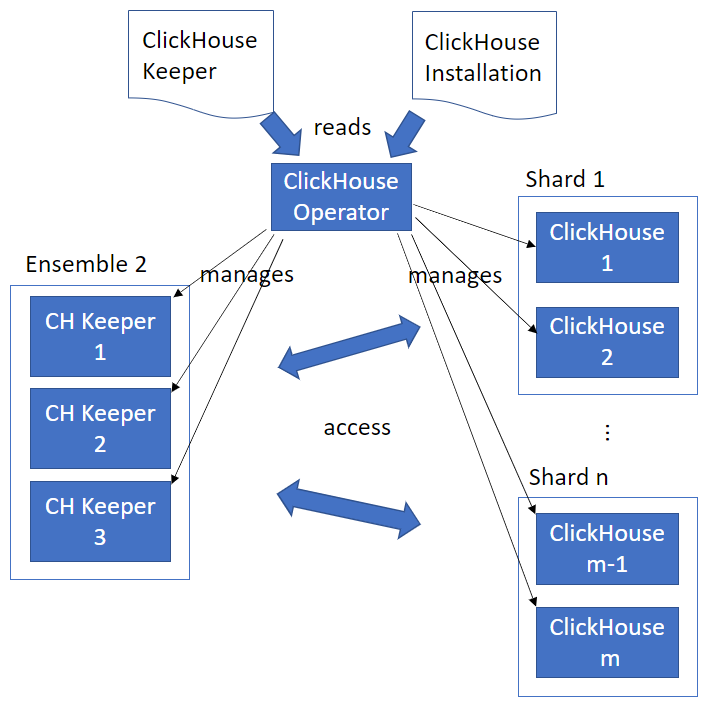 ClickHouse
Keeper
ClickHouse
Installation
reads
ClickHouse
Operator
Shard 1
ClickHouse
1
ClickHouse
2
Ensemble 2
manages
manages
CH Keeper
1
CH Keeper
2
CH Keeper
3
access
...
Shard n
ClickHouse
m-1
ClickHouse
m